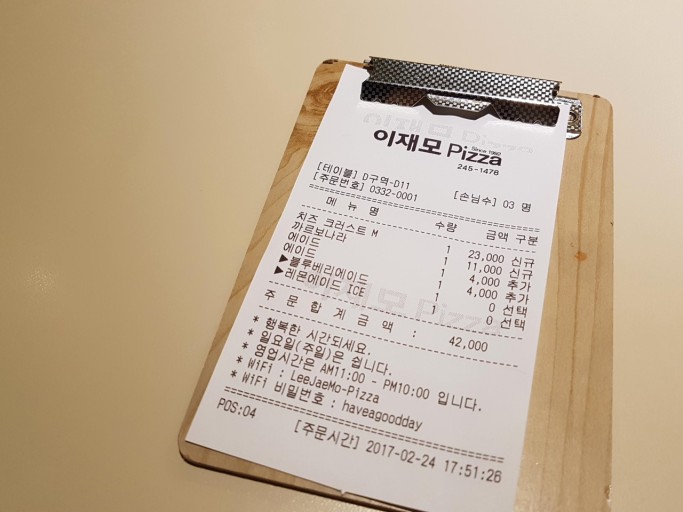 이재모 Pizza
Since 1992
245-1476
[테이블] D구역-D11
[주문번호] 0332-0001 [손님수] 03 명
메 뉴 명 수량 금액 구분
치즈 크러스트 M 1 23,000 신규
까르보나라 1 11,000 신규
에이드 1 4,000 추가
에이드 1 4,000 추가
▶블루베리에이드 1 0 선택
▶레몬에이드 ICE 1 0 선택
주 문 합 계 금 액 : 42,000
* 행복한 시간되세요.
* 일요일(주일)은 쉽니다.
* 영업시간은 AM11:00 - PM10:00 입니다.
* WiFi : LeeJaeMo-Pizza
* WiFi 비밀번호 : haveagoodday
POS:04 [주문시간] 2017-02-24 17:51:26